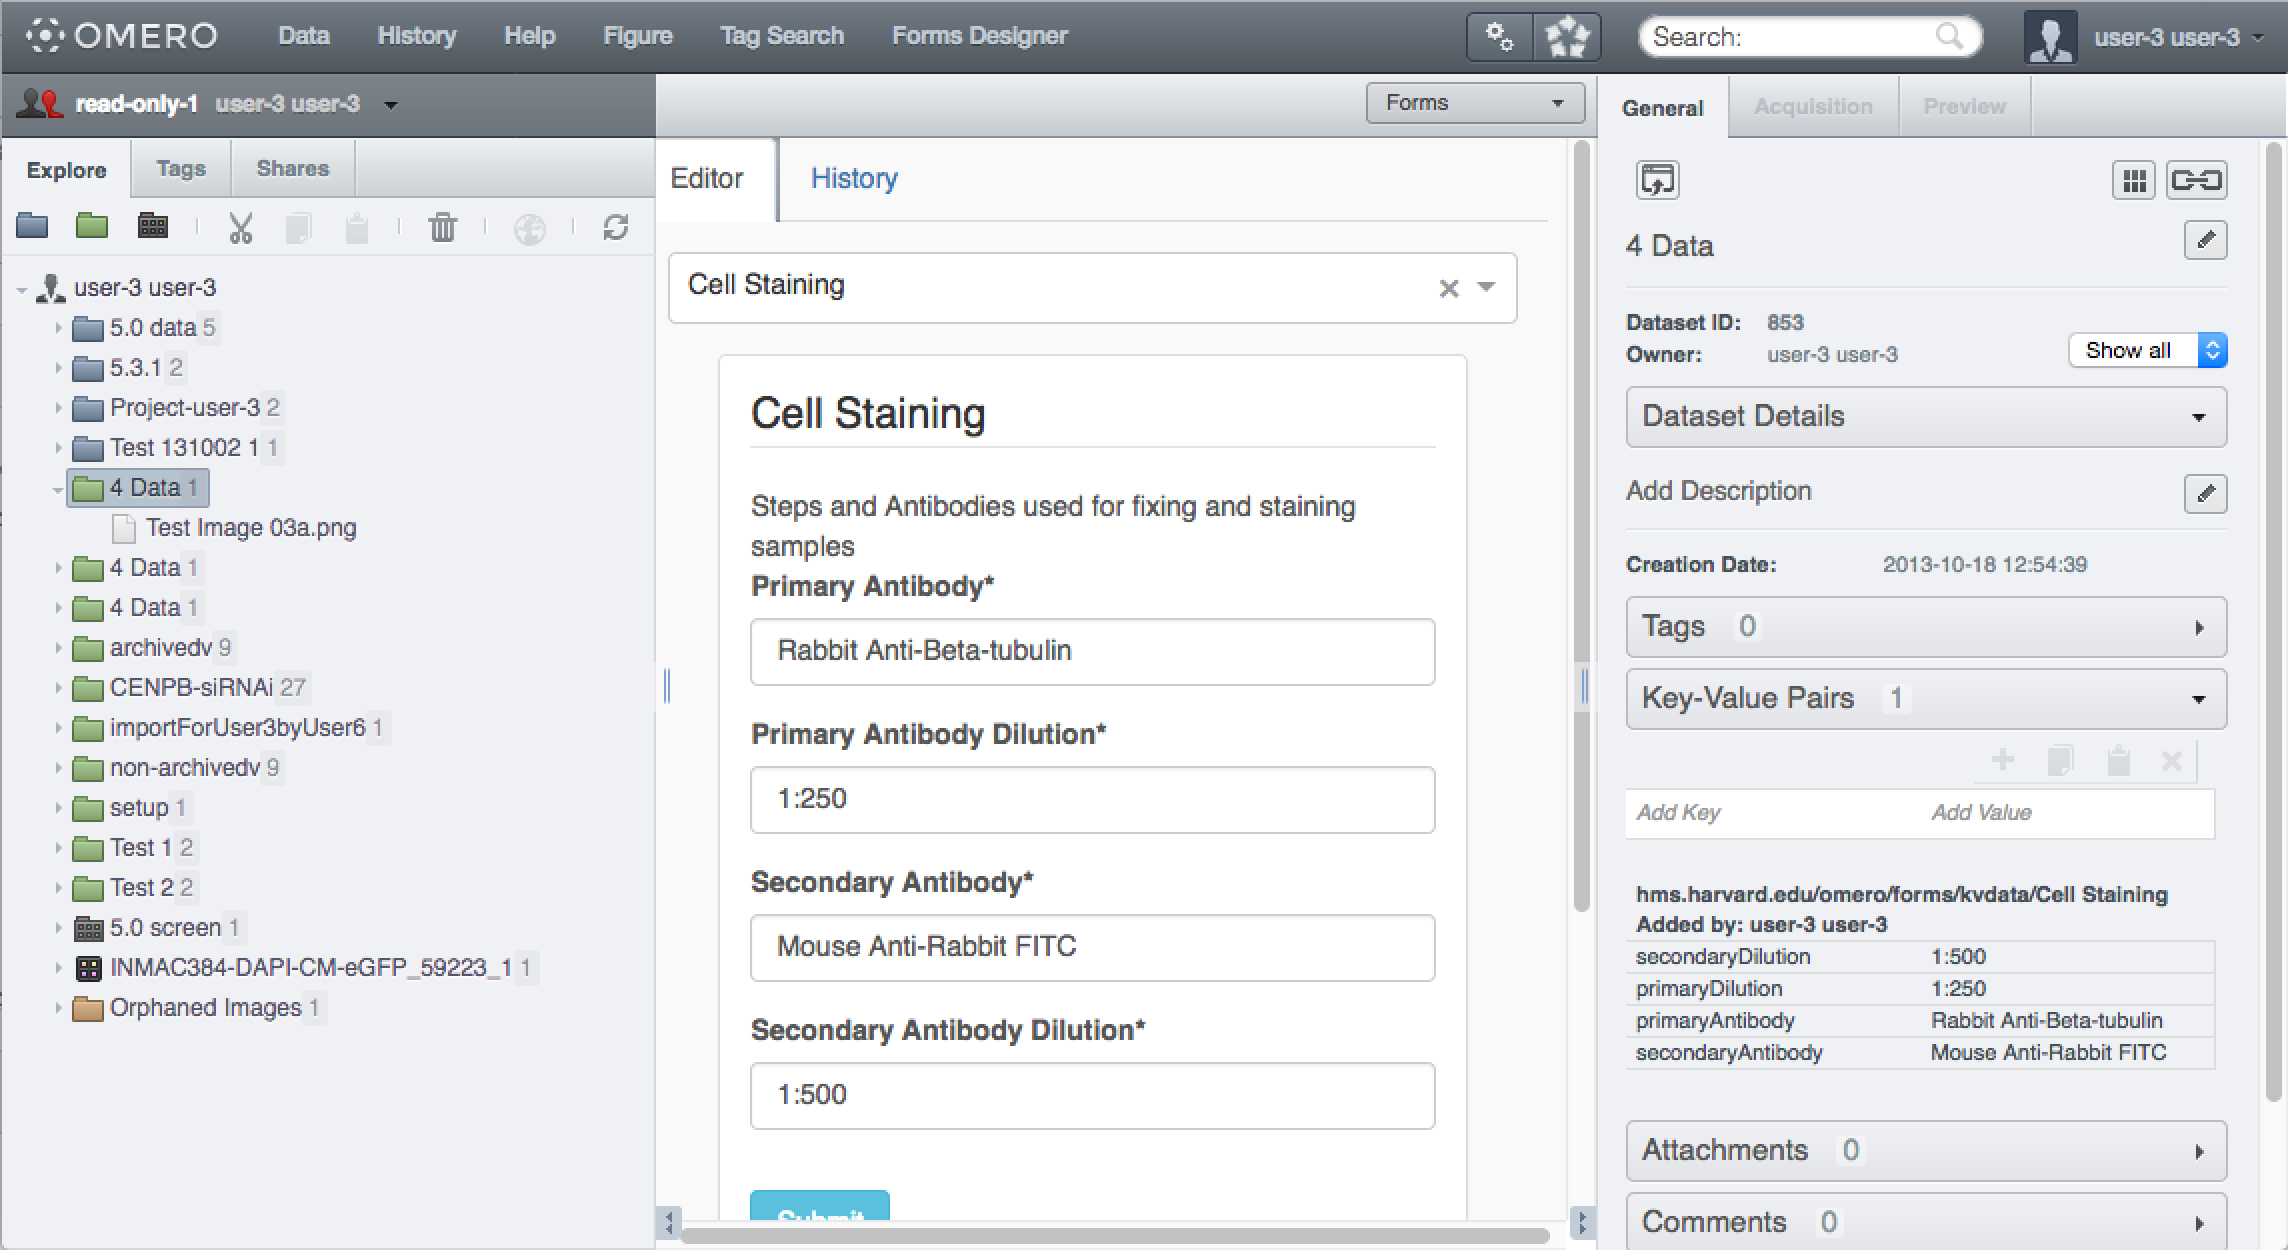 OMERO Data History Help Figure Tag Search Forms Designer Search: user-3 user-3
read-only-1 user-3 user-3
Explore Tags Shares
user-3 user-3
5.0 data 5
5.3.1 2
Project-user-3 2
Test 131002 1 1
4 Data 1
Test Image 03a.png
4 Data 1
4 Data 1
archivedv 9
CENPB-siRNAi 27
importForUser3byUser6 1
non-archivedv 9
setup 1
Test 1 2
Test 2 2
5.0 screen 1
INMAC384-DAPI-CM-eGFP_59223_1 1
Orphaned Images 1
Forms
Editor History
Cell Staining
Cell Staining
Steps and Antibodies used for fixing and staining
samples
Primary Antibody*
Rabbit Anti-Beta-tubulin
Primary Antibody Dilution*
1:250
Secondary Antibody*
Mouse Anti-Rabbit FITC
Secondary Antibody Dilution*
1:500
Submit
General Acquisition Preview
4 Data
Dataset ID: 853
Owner: user-3 user-3
Show all
Dataset Details
Add Description
Creation Date: 2013-10-18 12:54:39
Tags 0
Key-Value Pairs 1
Add Key Add Value
hms.harvard.edu/omero/forms/kvdata/Cell Staining
Added by: user-3 user-3
secondaryDilution 1:500
primaryDilution 1:250
primaryAntibody Rabbit Anti-Beta-tubulin
secondaryAntibody Mouse Anti-Rabbit FITC
Attachments 0
Comments 0